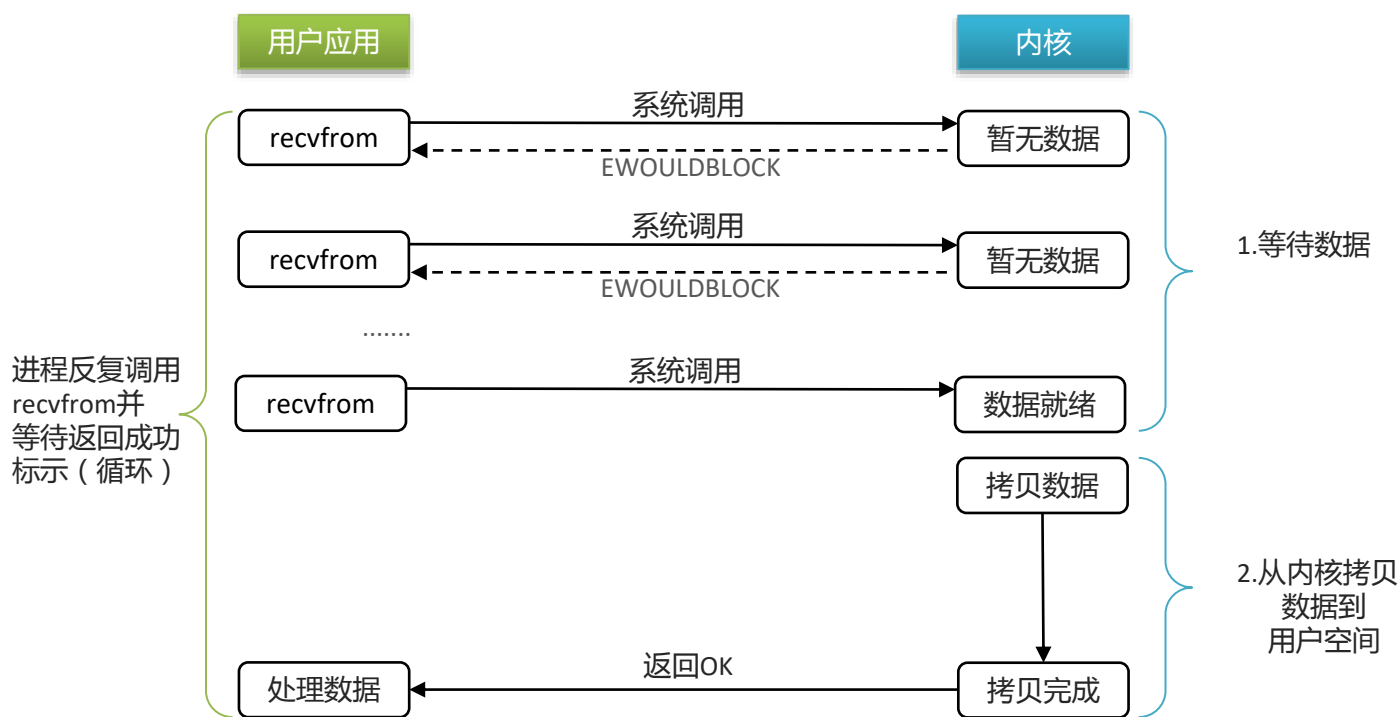 用户应用
内核
系统调用
recvfrom
暂无数据
EWOULDBLOCK
系统调用
recvfrom
暂无数据
EWOULDBLOCK
1.等待数据
.......
系统调用
recvfrom
数据就绪
进程反复调用
recvfrom并
等待返回成功
标示（循环）
拷贝数据
2.从内核拷贝
数据到
用户空间
返回OK
处理数据
拷贝完成